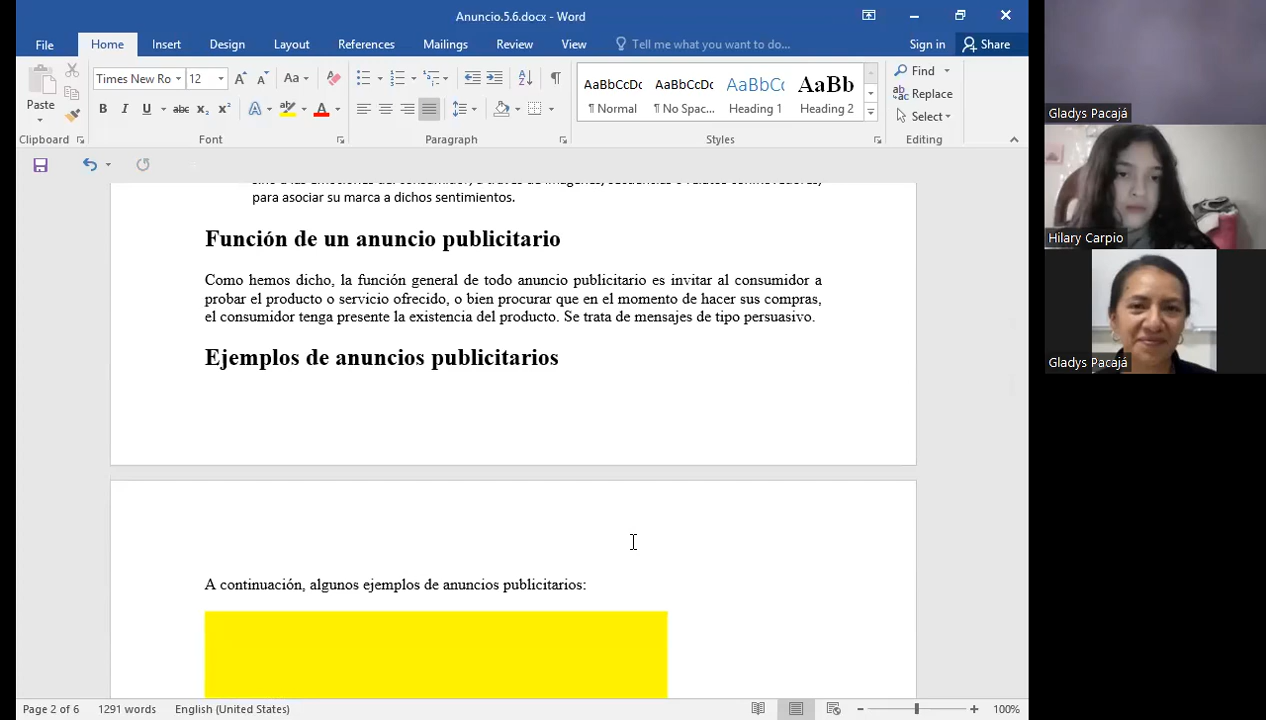 Anuncio.5.6.docx - Word
File Home Insert Design Layout References Mailings Review View Tell me what you want to do... Sign in Share
Paste
Times New Ro 12 Aa
B I U abc X₂ X² A A
AaBbCcDc AaBbCcDc AaBbC AaBb
¶ Normal ¶ No Spac... Heading 1 Heading 2
Find
Replace
Select
Clipboard Font Paragraph Styles Editing
para asociar su marca a dichos sentimientos.
Función de un anuncio publicitario
Como hemos dicho, la función general de todo anuncio publicitario es invitar al consumidor a
probar el producto o servicio ofrecido, o bien procurar que en el momento de hacer sus compras,
el consumidor tenga presente la existencia del producto. Se trata de mensajes de tipo persuasivo.
Ejemplos de anuncios publicitarios
A continuación, algunos ejemplos de anuncios publicitarios:
Page 2 of 6 1291 words English (United States) 100%
Gladys Pacajá
Hilary Carpio
Gladys Pacajá